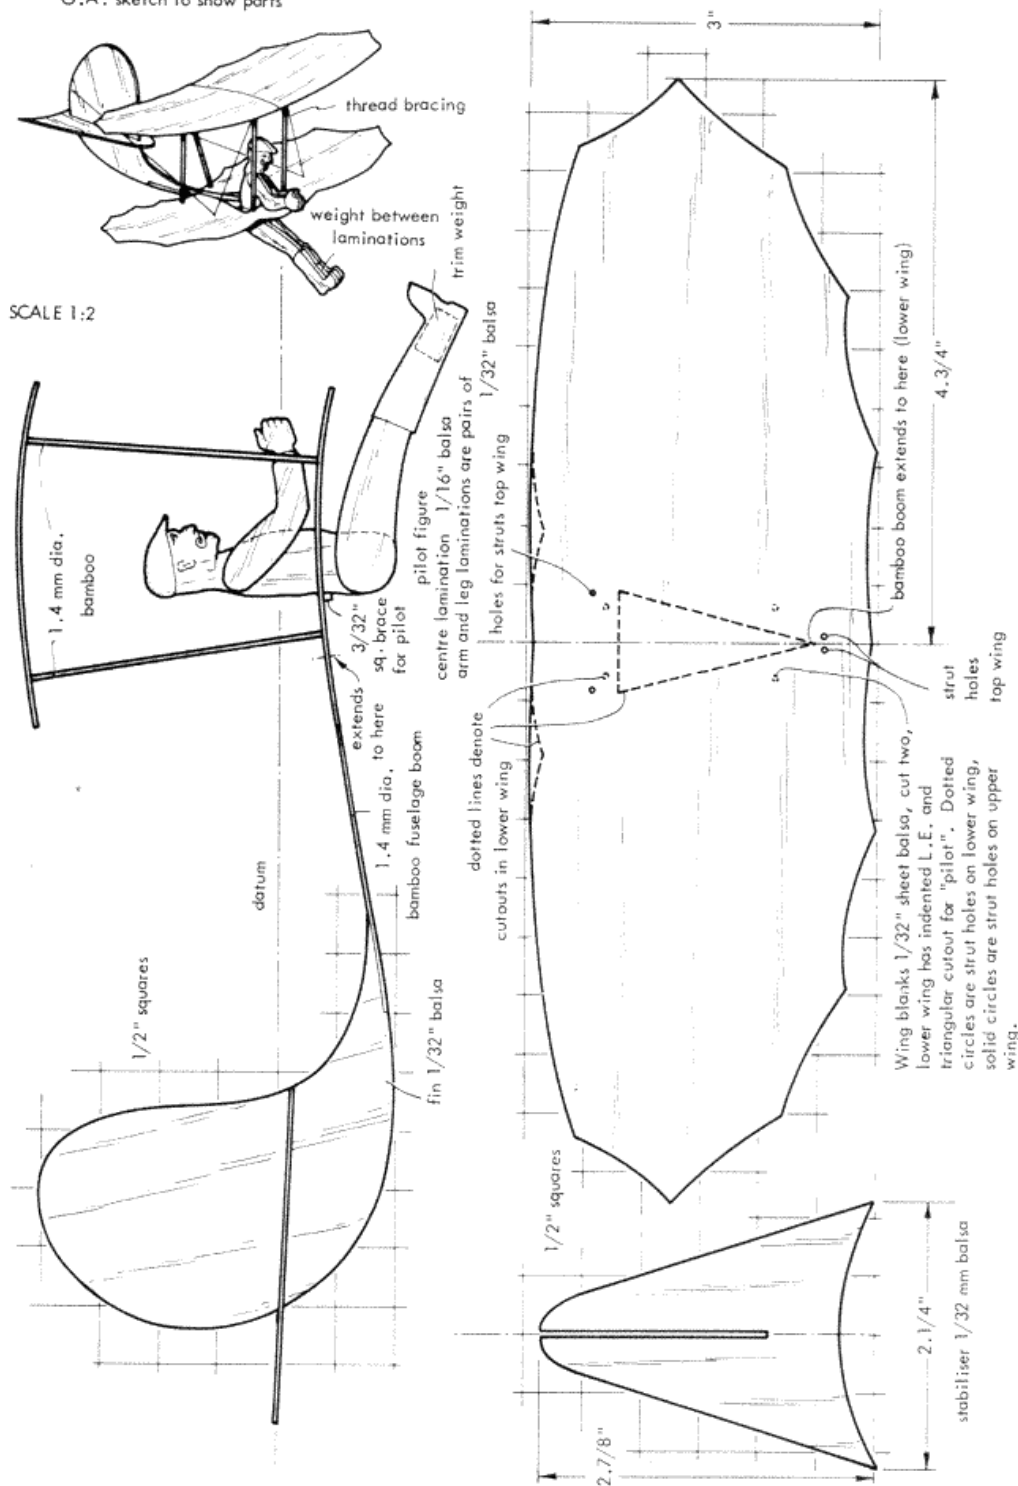 G.A. sketch to show parts
thread bracing
weight between
laminations
trim weight
SCALE 1:2
1.4 mm dia.
bamboo
3/32"
sq. brace
for pilot
pilot figure
centre lamination 1/16" balsa
arm and leg laminations are pairs of
1/32" balsa
holes for struts top wing
extends
to here
1.4 mm dia.
bamboo fuselage boom
datum
1/2" squares
fin 1/32" balsa
dotted lines denote
cutouts in lower wing
3"
4.3/4"
bamboo boom extends to here (lower wing)
strut
holes
top wing
Wing blanks 1/32" sheet balsa, cut two,
lower wing has indented L.E. and
triangular cutout for "pilot". Dotted
circles are strut holes on lower wing,
solid circles are strut holes on upper
wing.
1/2" squares
2.7/8"
2.1/4"
stabiliser 1/32 mm balsa